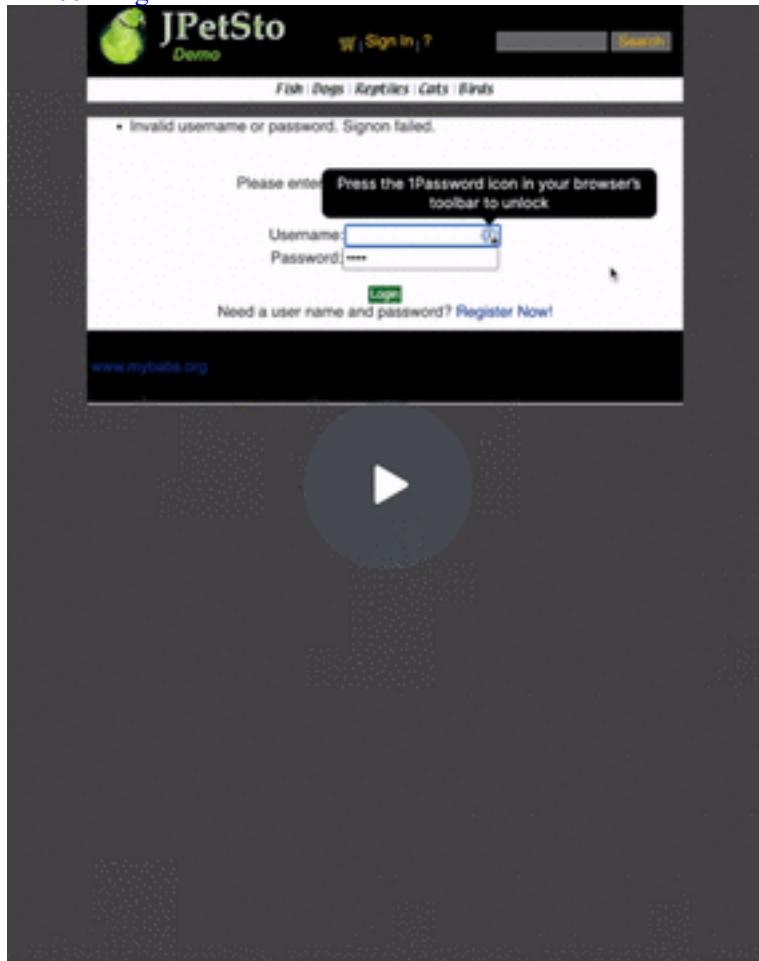 JPetSto
Demo
Sign In | ?
Search
Fish | Dogs | Reptiles | Cats | Birds
• Invalid username or password. Signon failed.
Please enter
Press the 1Password icon in your browser's
toolbar to unlock
Username:
Password: ••••
Login
Need a user name and password? Register Now!
www.mybatis.org